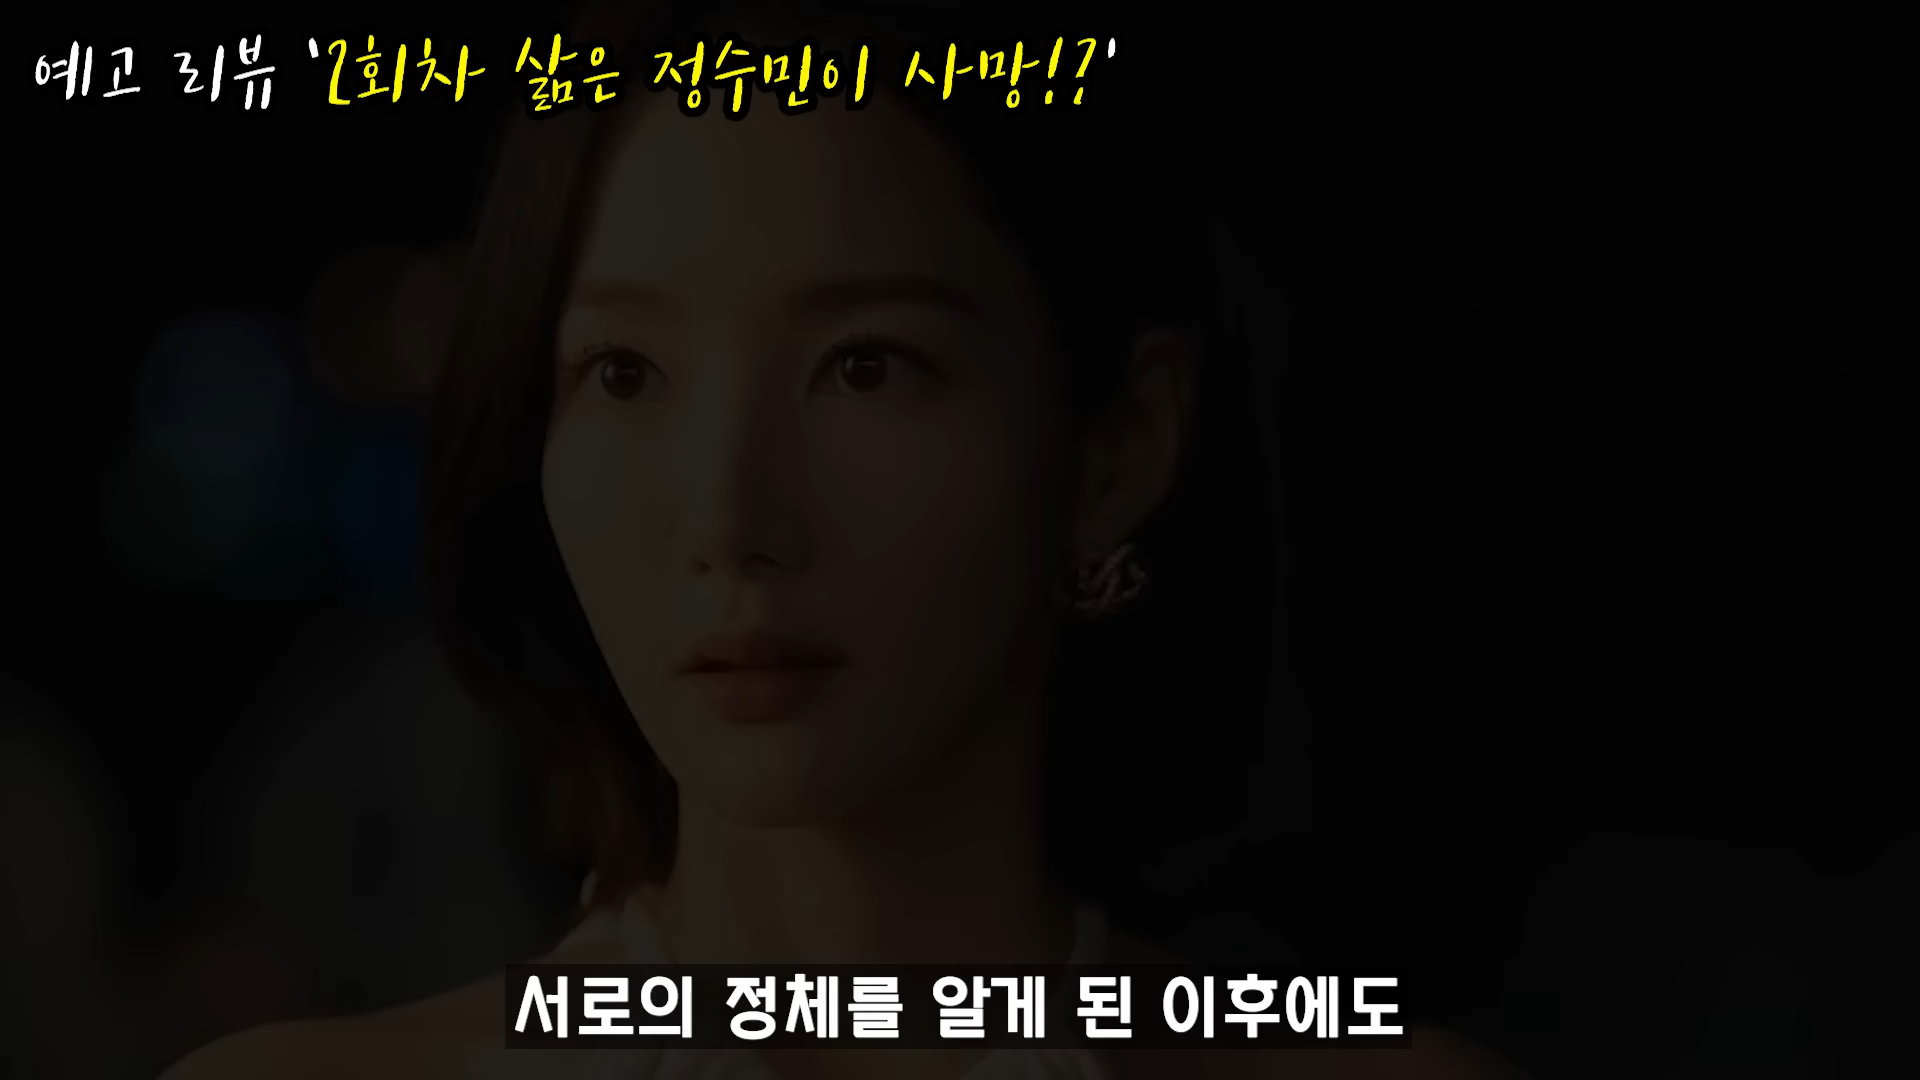 예고 리뷰 '2회차 삶은 정수민이 사망!?'
서로의 정체를 알게 된 이후에도